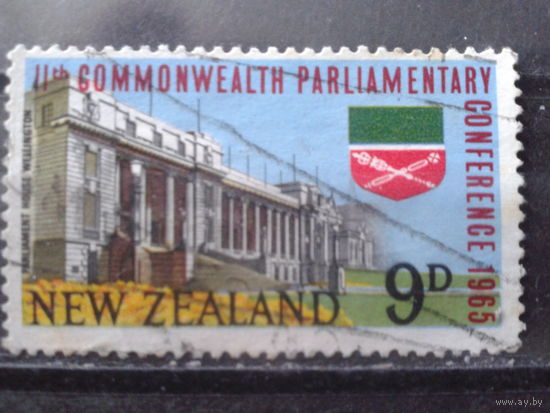 11th COMMONWEALTH PARLIAMENTARY
CONFERENCE 1965
PARLIAMENT HOUSE WELLINGTON
NEW ZEALAND 9D
www.ay.by